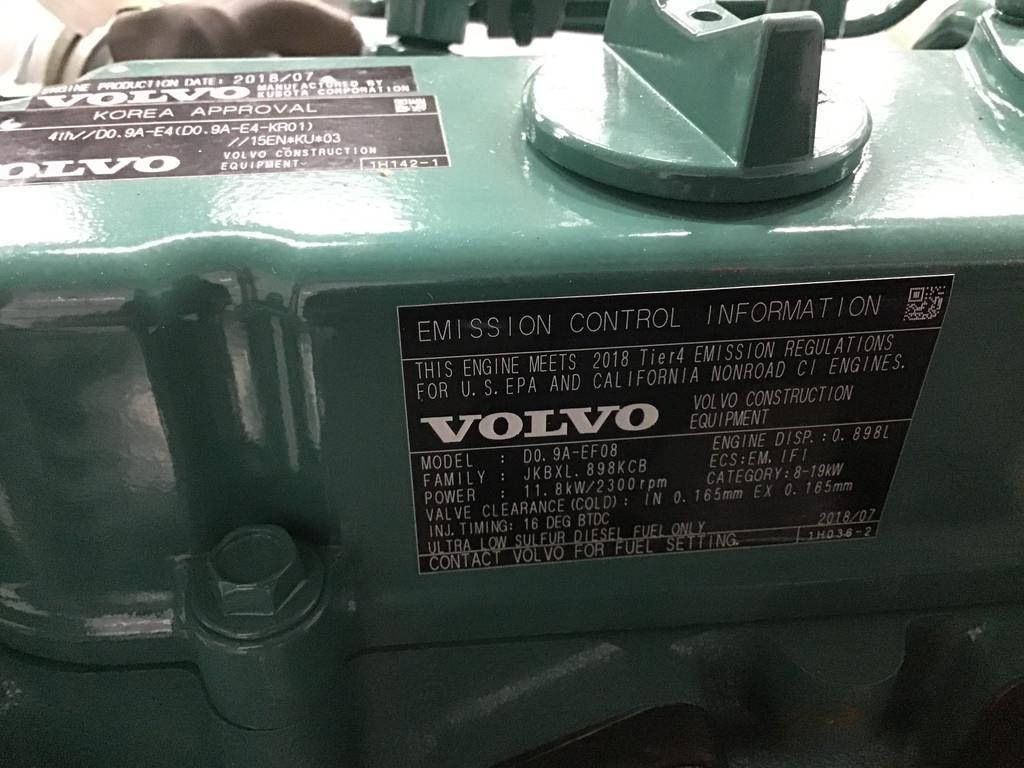 ENGINE PRODUCTION DATE: 2018/07
VOLVO MANUFACTURED BY
KUBOTA CORPORATION
KOREA APPROVAL
4th//D0.9A-E4(D0.9A-E4-KR01)
//15EN*KU*03
VOLVO VOLVO CONSTRUCTION
EQUIPMENT 1H142-1
EMISSION CONTROL INFORMATION
THIS ENGINE MEETS 2018 Tier4 EMISSION REGULATIONS
FOR U.S.EPA AND CALIFORNIA NONROAD CI ENGINES.
VOLVO VOLVO CONSTRUCTION
EQUIPMENT
MODEL : D0.9A-EF08 ENGINE DISP.:0.898L
FAMILY : JKBXL.898KCB ECS:EM,IFI
POWER : 11.8kW/2300rpm CATEGORY:8-19kW
VALVE CLEARANCE(COLD): IN 0.165mm EX 0.165mm
INJ.TIMING: 16 DEG BTDC 2018/07
ULTRA LOW SULFUR DIESEL FUEL ONLY 1H036-2
CONTACT VOLVO FOR FUEL SETTING.